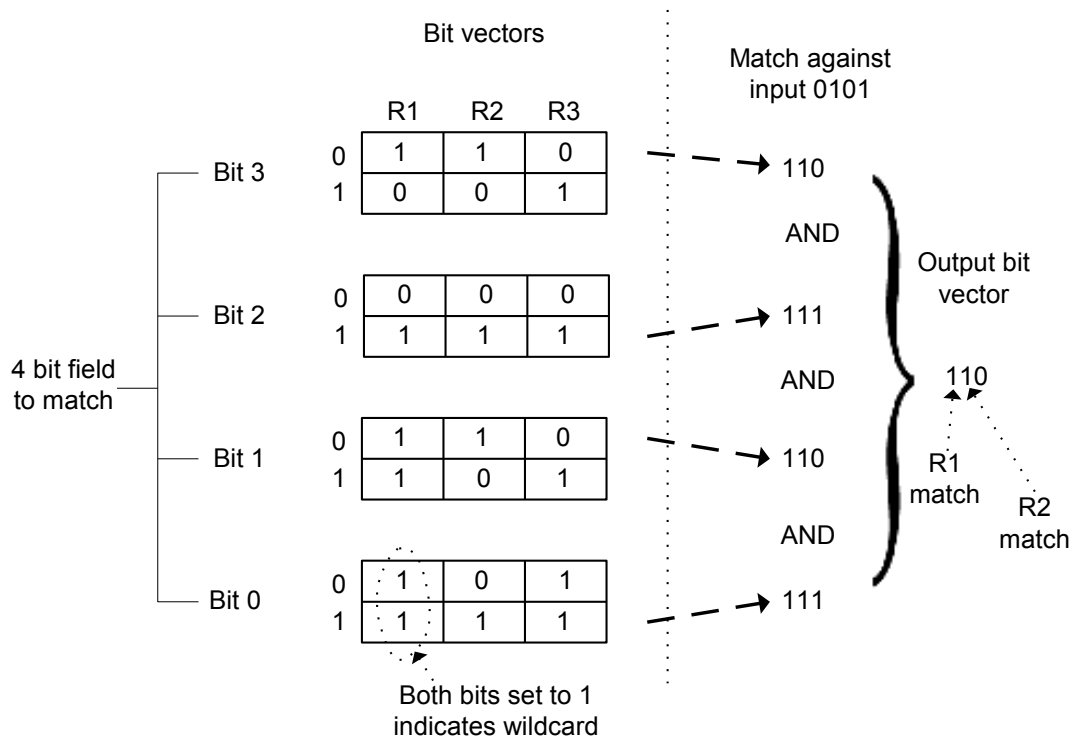 Bit vectors
Match against
input 0101
R1 R2 R3
0 1 1 0
1 0 0 1
Bit 3
110
AND
0 0 0 0
1 1 1 1
Bit 2
111
AND
Output bit
vector
110
4 bit field
to match
0 1 1 0
1 1 0 1
Bit 1
110
AND
R1
match
R2
match
0 1 0 1
1 1 1 1
Bit 0
111
Both bits set to 1
indicates wildcard